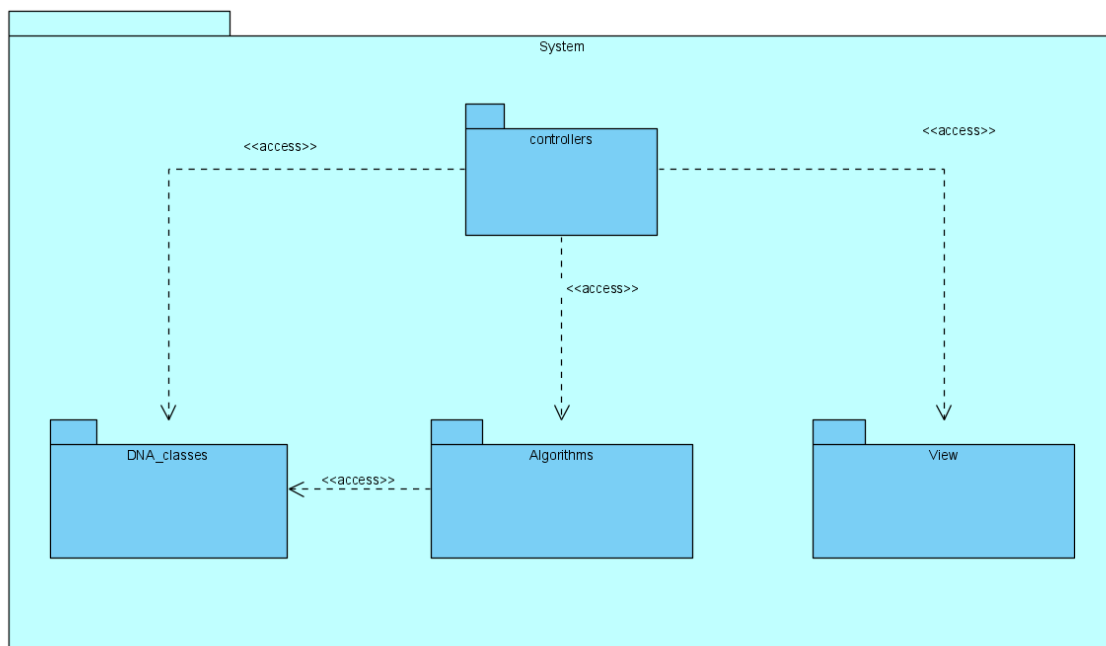 System
controllers
<<access>>
<<access>>
<<access>>
DNA_classes
Algorithms
View
<<access>>